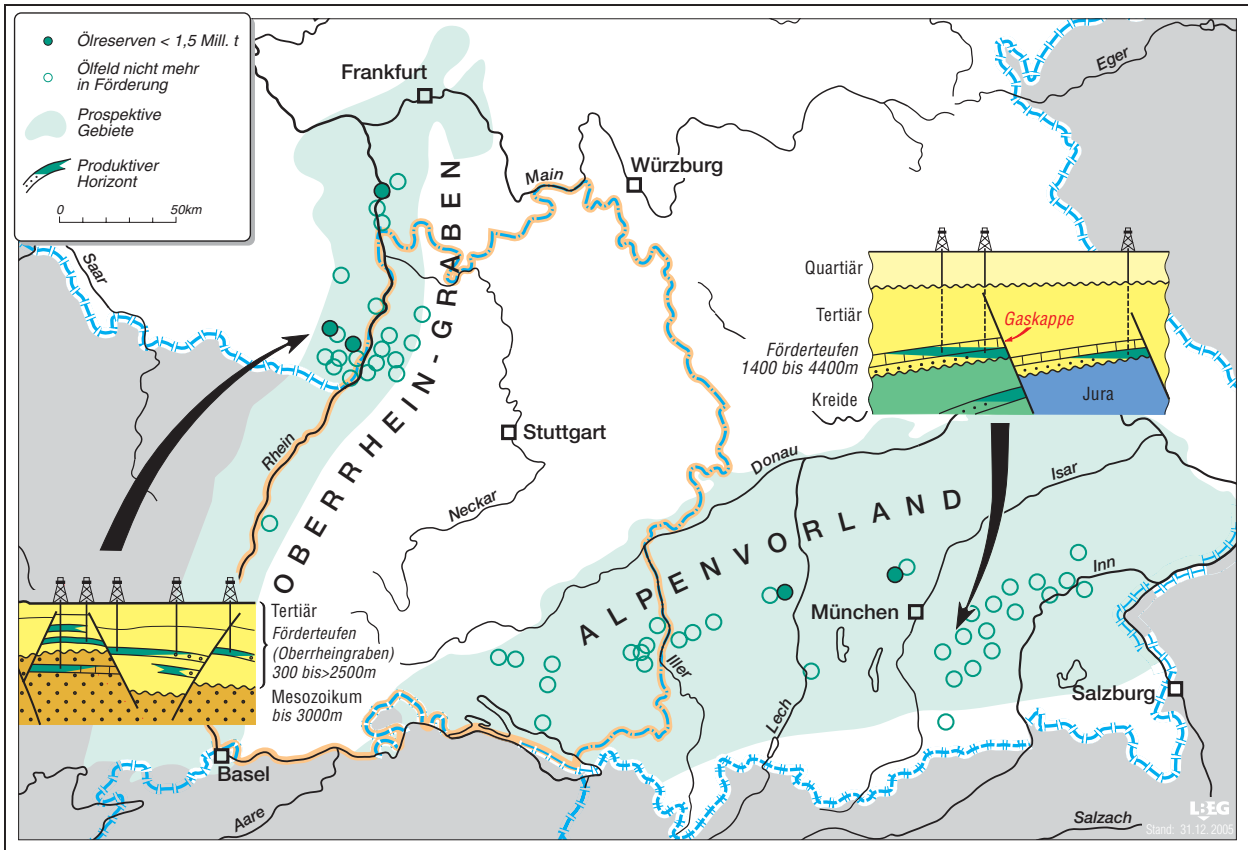 Ölreserven < 1,5 Mill. t
Ölfeld nicht mehr
in Förderung
Prospektive
Gebiete
Produktiver
Horizont
0 50km
Frankfurt
Eger
Würzburg
Main
Saar
OBERRHEIN-GRABEN
Rhein
Stuttgart
Neckar
Quartiär
Tertiär
Gaskappe
Förderteufen
1400 bis 4400m
Kreide
Jura
Donau
Isar
ALPENVORLAND
Inn
München
Iller
Lech
Salzburg
Tertiär
Förderteufen
(Oberrheingraben)
300 bis>2500m
Mesozoikum
bis 3000m
Basel
Aare
Salzach
LBEG
Stand: 31.12. 2005